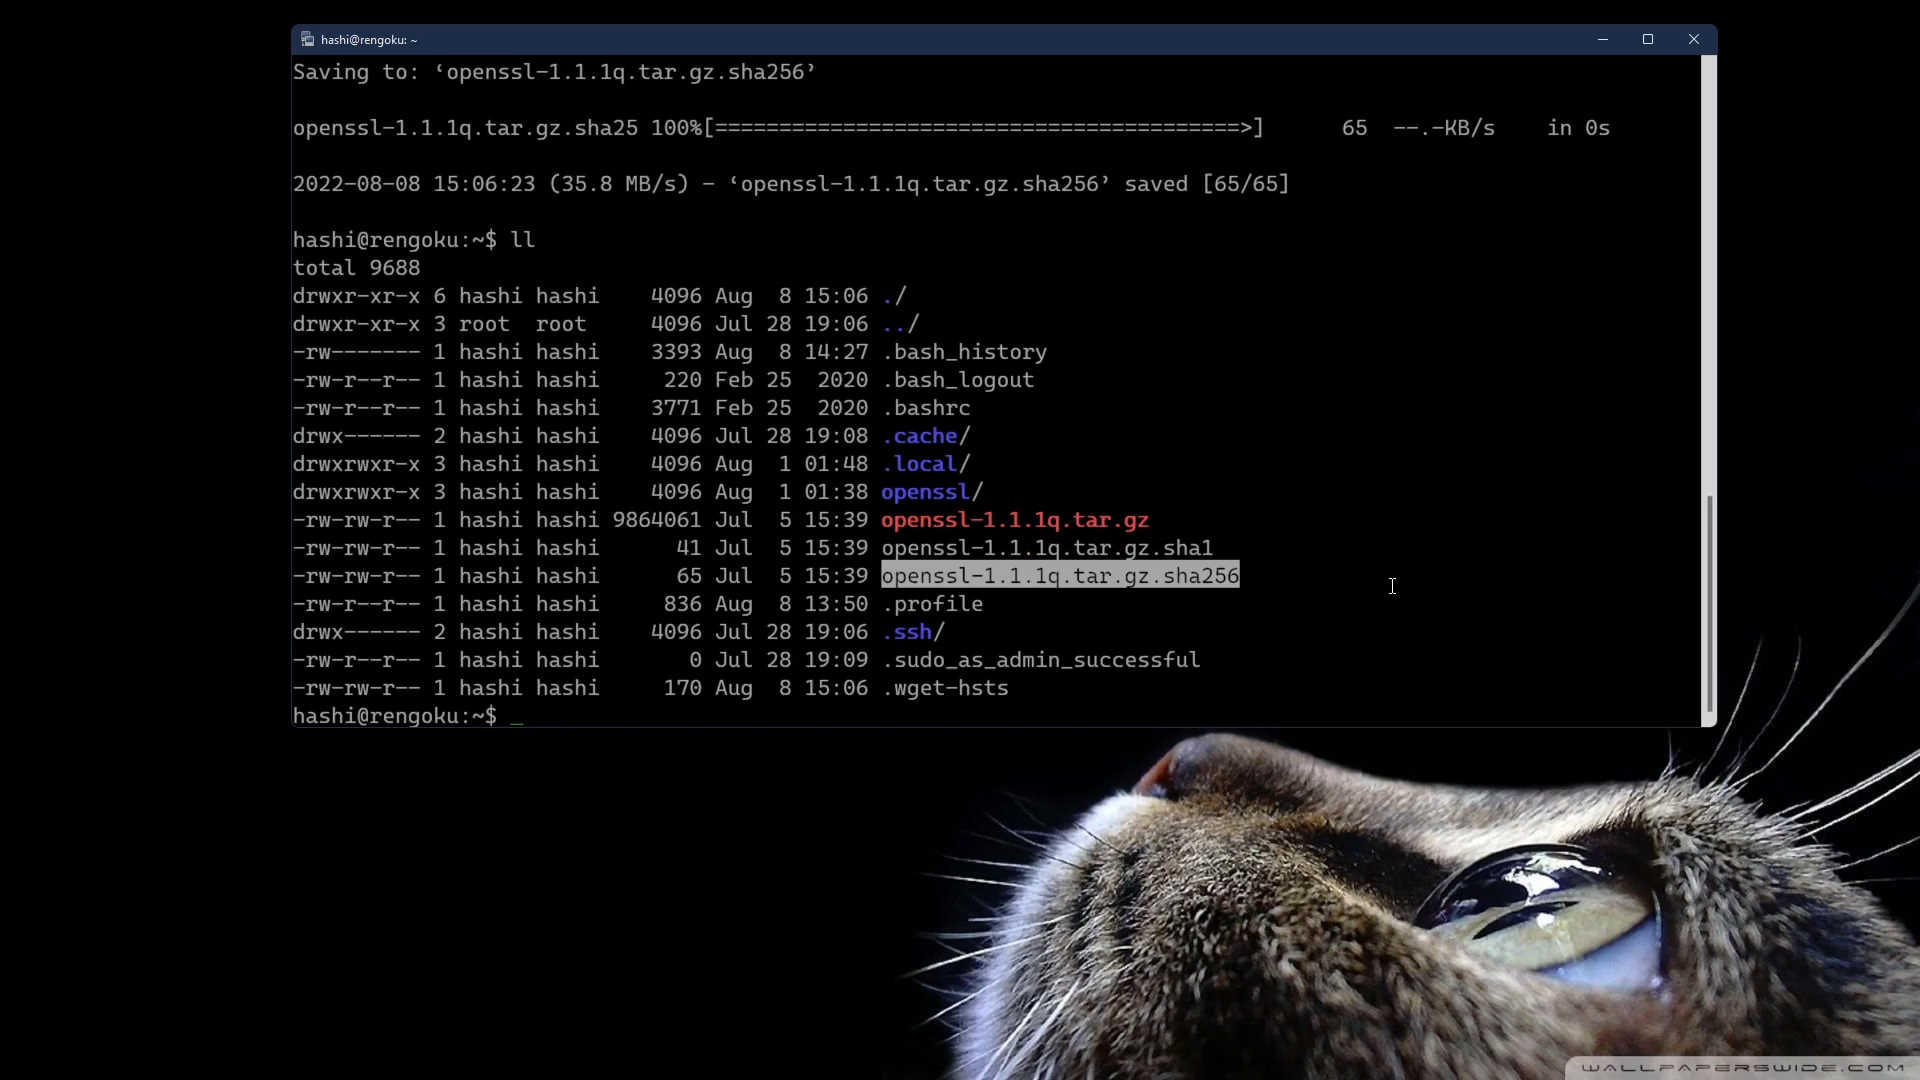 hashi@rengoku: ~
Saving to: ‘openssl-1.1.1q.tar.gz.sha256’
openssl-1.1.1q.tar.gz.sha25 100%[=========================================>]      65  --.-KB/s    in 0s
2022-08-08 15:06:23 (35.8 MB/s) - ‘openssl-1.1.1q.tar.gz.sha256’ saved [65/65]
hashi@rengoku:~$ ll
total 9688
drwxr-xr-x 6 hashi hashi    4096 Aug  8 15:06 ./
drwxr-xr-x 3 root  root     4096 Jul 28 19:06 ../
-rw------- 1 hashi hashi    3393 Aug  8 14:27 .bash_history
-rw-r--r-- 1 hashi hashi     220 Feb 25  2020 .bash_logout
-rw-r--r-- 1 hashi hashi    3771 Feb 25  2020 .bashrc
drwx------ 2 hashi hashi    4096 Jul 28 19:08 .cache/
drwxrwxr-x 3 hashi hashi    4096 Aug  1 01:48 .local/
drwxrwxr-x 3 hashi hashi    4096 Aug  1 01:38 openssl/
-rw-rw-r-- 1 hashi hashi 9864061 Jul  5 15:39 openssl-1.1.1q.tar.gz
-rw-rw-r-- 1 hashi hashi      41 Jul  5 15:39 openssl-1.1.1q.tar.gz.sha1
-rw-rw-r-- 1 hashi hashi      65 Jul  5 15:39 openssl-1.1.1q.tar.gz.sha256
-rw-r--r-- 1 hashi hashi     836 Aug  8 13:50 .profile
drwx------ 2 hashi hashi    4096 Jul 28 19:06 .ssh/
-rw-r--r-- 1 hashi hashi       0 Jul 28 19:09 .sudo_as_admin_successful
-rw-rw-r-- 1 hashi hashi     170 Aug  8 15:06 .wget-hsts
hashi@rengoku:~$ _
WALLPAPERSWIDE.COM